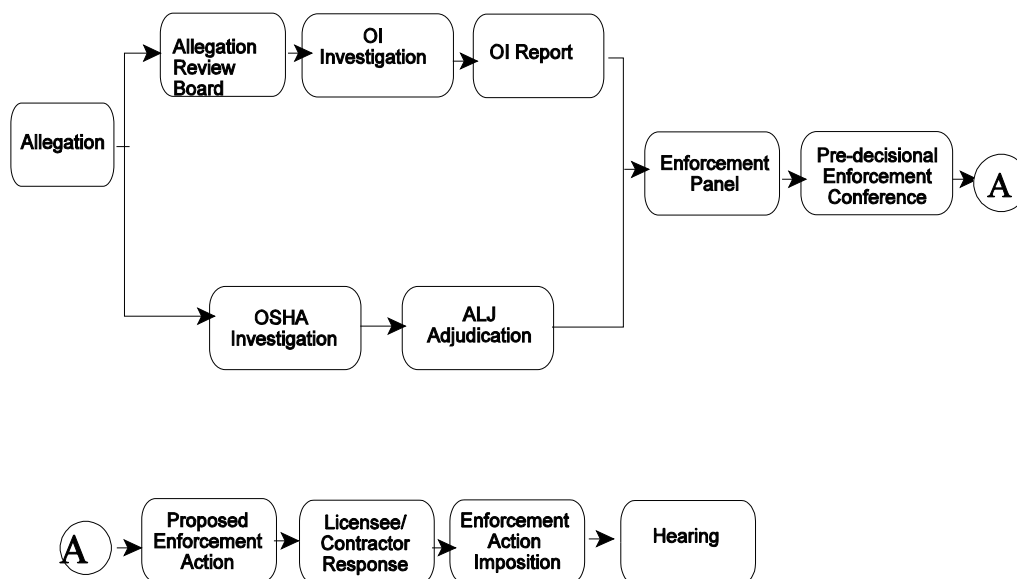 Allegation
Allegation
Review
Board
OI
Investigation
OI Report
OSHA
Investigation
ALJ
Adjudication
Enforcement
Panel
Pre-decisional
Enforcement
Conference
A
A
Proposed
Enforcement
Action
Licensee/
Contractor
Response
Enforcement
Action
Imposition
Hearing